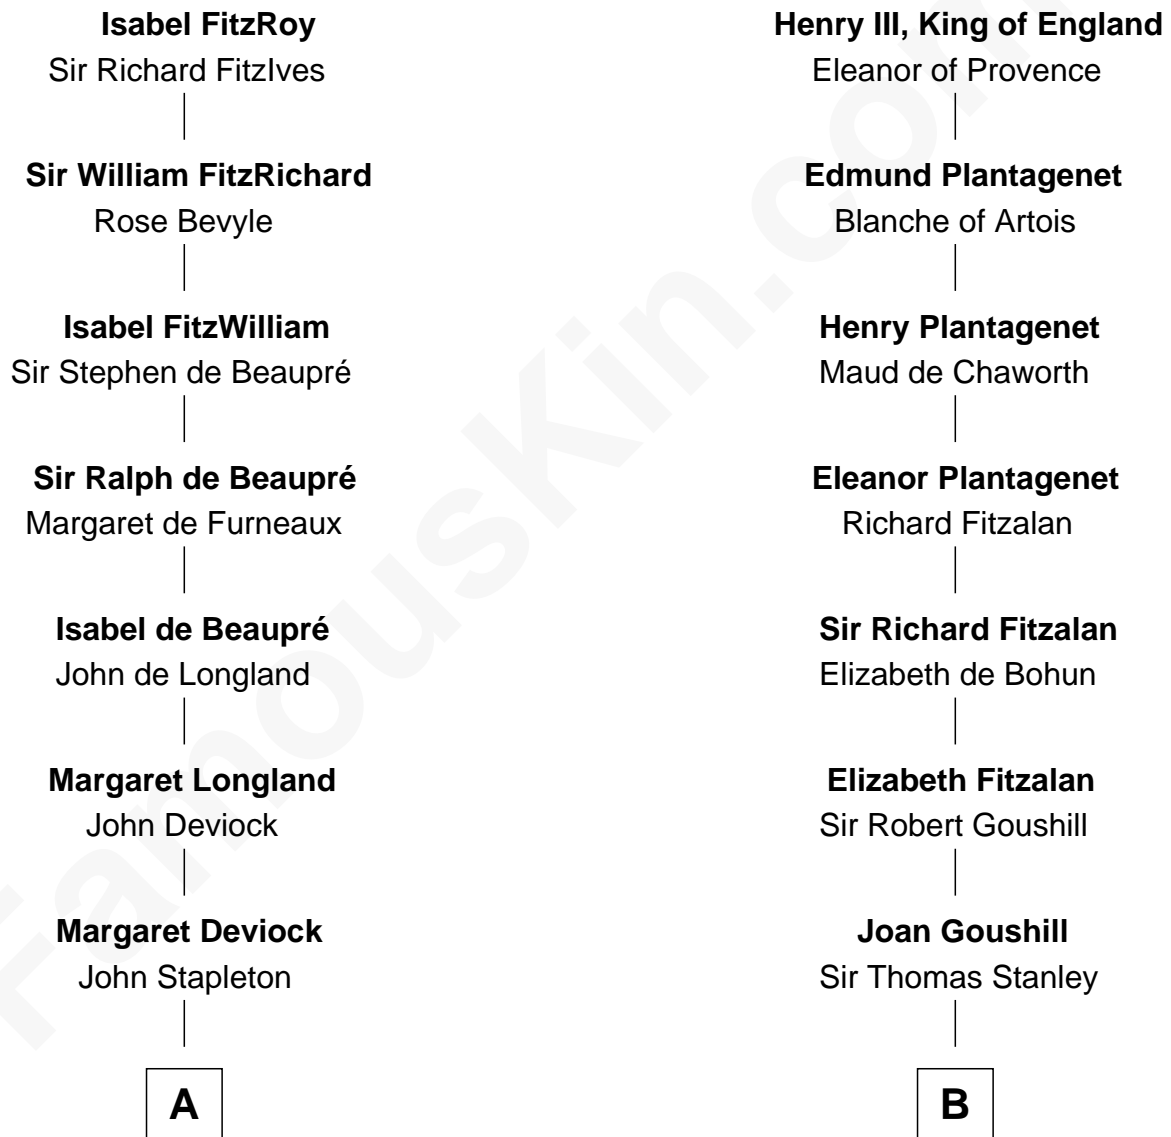 Isabel FitzRoy
Sir Richard FitzIves
Sir William FitzRichard
Rose Bevyle
Isabel FitzWilliam
Sir Stephen de Beaupré
Sir Ralph de Beaupré
Margaret de Furneaux
Isabel de Beaupré
John de Longland
Margaret Longland
John Deviock
Margaret Deviock
John Stapleton
A
Henry III, King of England
Eleanor of Provence
Edmund Plantagenet
Blanche of Artois
Henry Plantagenet
Maud de Chaworth
Eleanor Plantagenet
Richard Fitzalan
Sir Richard Fitzalan
Elizabeth de Bohun
Elizabeth Fitzalan
Sir Robert Goushill
Joan Goushill
Sir Thomas Stanley
B
FamousKin.com